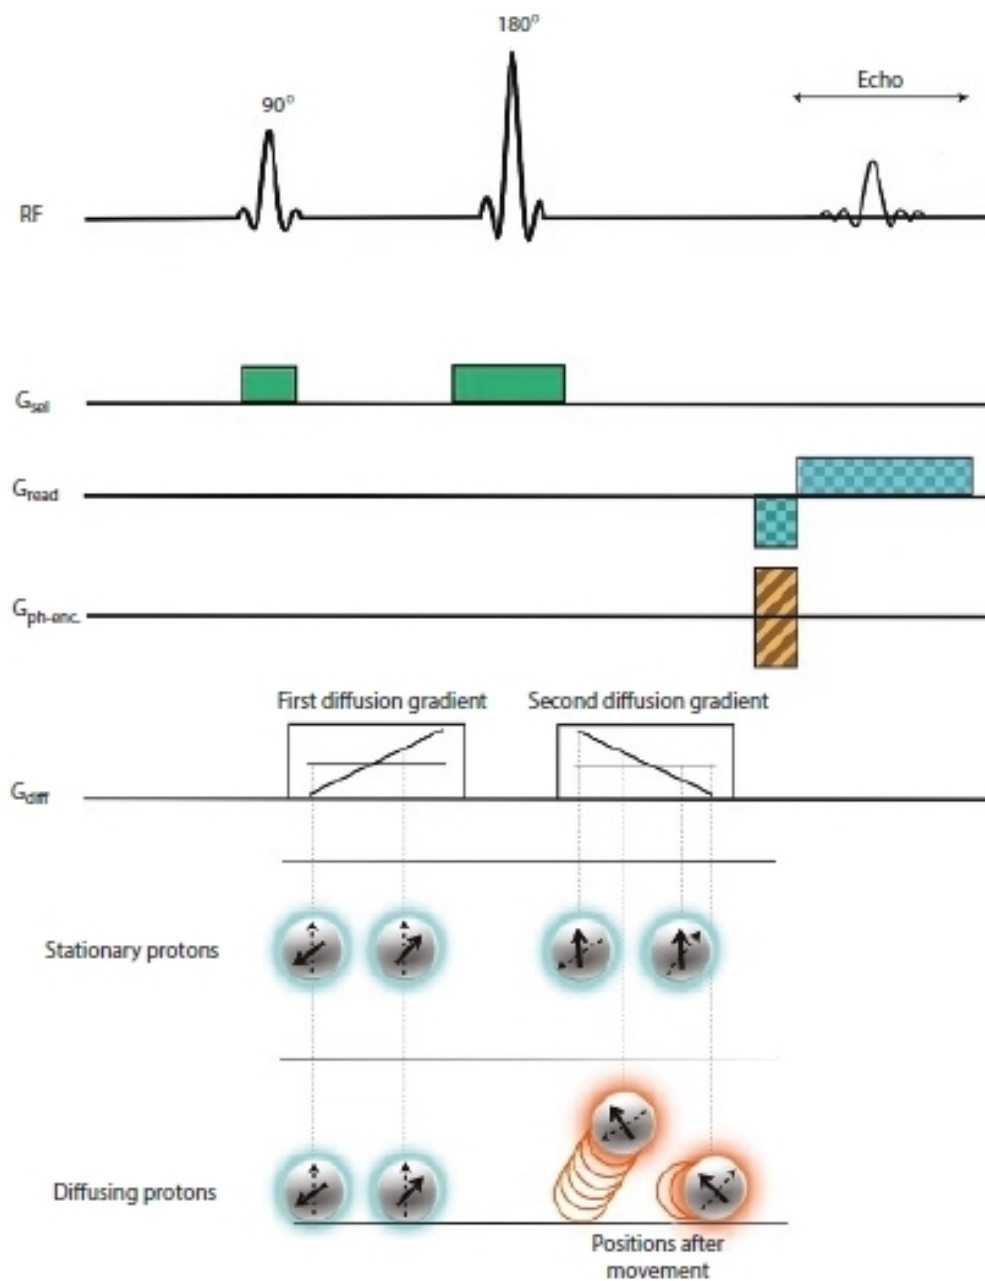 180°
Echo
90°
RF
Gsel
Gread
Gph-enc.
First diffusion gradient Second diffusion gradient
Gdiff
Stationary protons
Diffusing protons
Positions after
movement